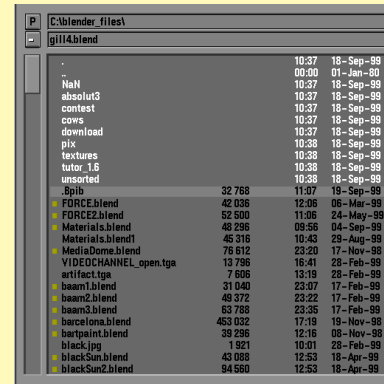 P C:\blender_files\
- gill4.blend
. 10:37 18-Sep-99
.. 00:00 01-Jan-80
NaN 10:37 18-Sep-99
absolut3 10:37 18-Sep-99
contest 10:37 18-Sep-99
cows 10:37 18-Sep-99
download 10:37 18-Sep-99
pix 10:38 18-Sep-99
textures 10:38 18-Sep-99
tutor_1.6 10:38 18-Sep-99
unsorted 10:38 18-Sep-99
.Bpib 32 768 11:07 19-Sep-99
FORCE.blend 42 036 12:06 06-Mar-99
FORCE2.blend 52 500 11:06 24-May-99
Materials.blend 48 296 09:56 04-Sep-99
Materials.blend1 45 316 10:43 29-Aug-99
MediaDome.blend 76 612 23:20 17-Nov-98
VIDEOCHANNEL_open.tga 13 796 16:41 28-Feb-99
artifact.tga 7 606 13:19 28-Feb-99
baam1.blend 31 040 23:07 17-Feb-99
baam2.blend 49 372 23:22 17-Feb-99
baam3.blend 63 788 23:35 17-Feb-99
barcelona.blend 453 032 17:19 19-Nov-98
bartpaint.blend 39 296 12:16 08-Nov-98
black.jpg 1 921 10:01 28-Feb-99
blackSun.blend 43 088 12:53 18-Apr-99
blackSun2.blend 94 560 12:53 18-Apr-99